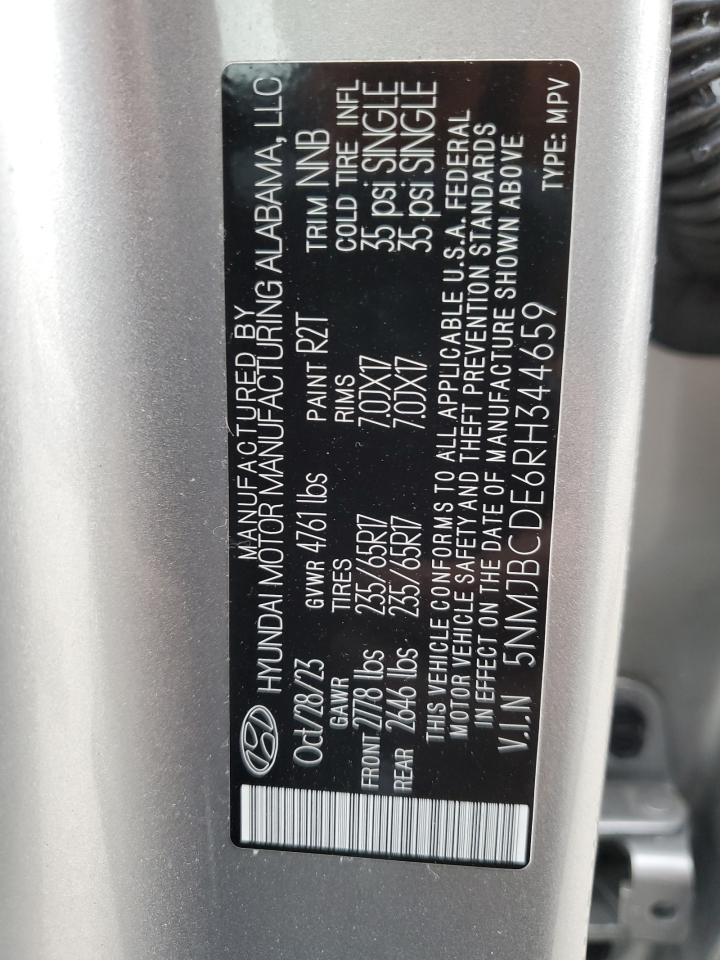 MANUFACTURED BY
HYUNDAI MOTOR MANUFACTURING ALABAMA, LLC
Oct/28/23 GVWR 4761 lbs PAINT R2T TRIM NNB
GAWR TIRES RIMS COLD TIRE INFL
FRONT 2778 lbs 235/65R17 7.0JX17 35 psi SINGLE
REAR 2646 lbs 235/65R17 7.0JX17 35 psi SINGLE
THIS VEHICLE CONFORMS TO ALL APPLICABLE U.S.A. FEDERAL
MOTOR VEHICLE SAFETY AND THEFT PREVENTION STANDARDS
IN EFFECT ON THE DATE OF MANUFACTURE SHOWN ABOVE
V.I.N 5NMJBCDE6RH344659 TYPE: MPV